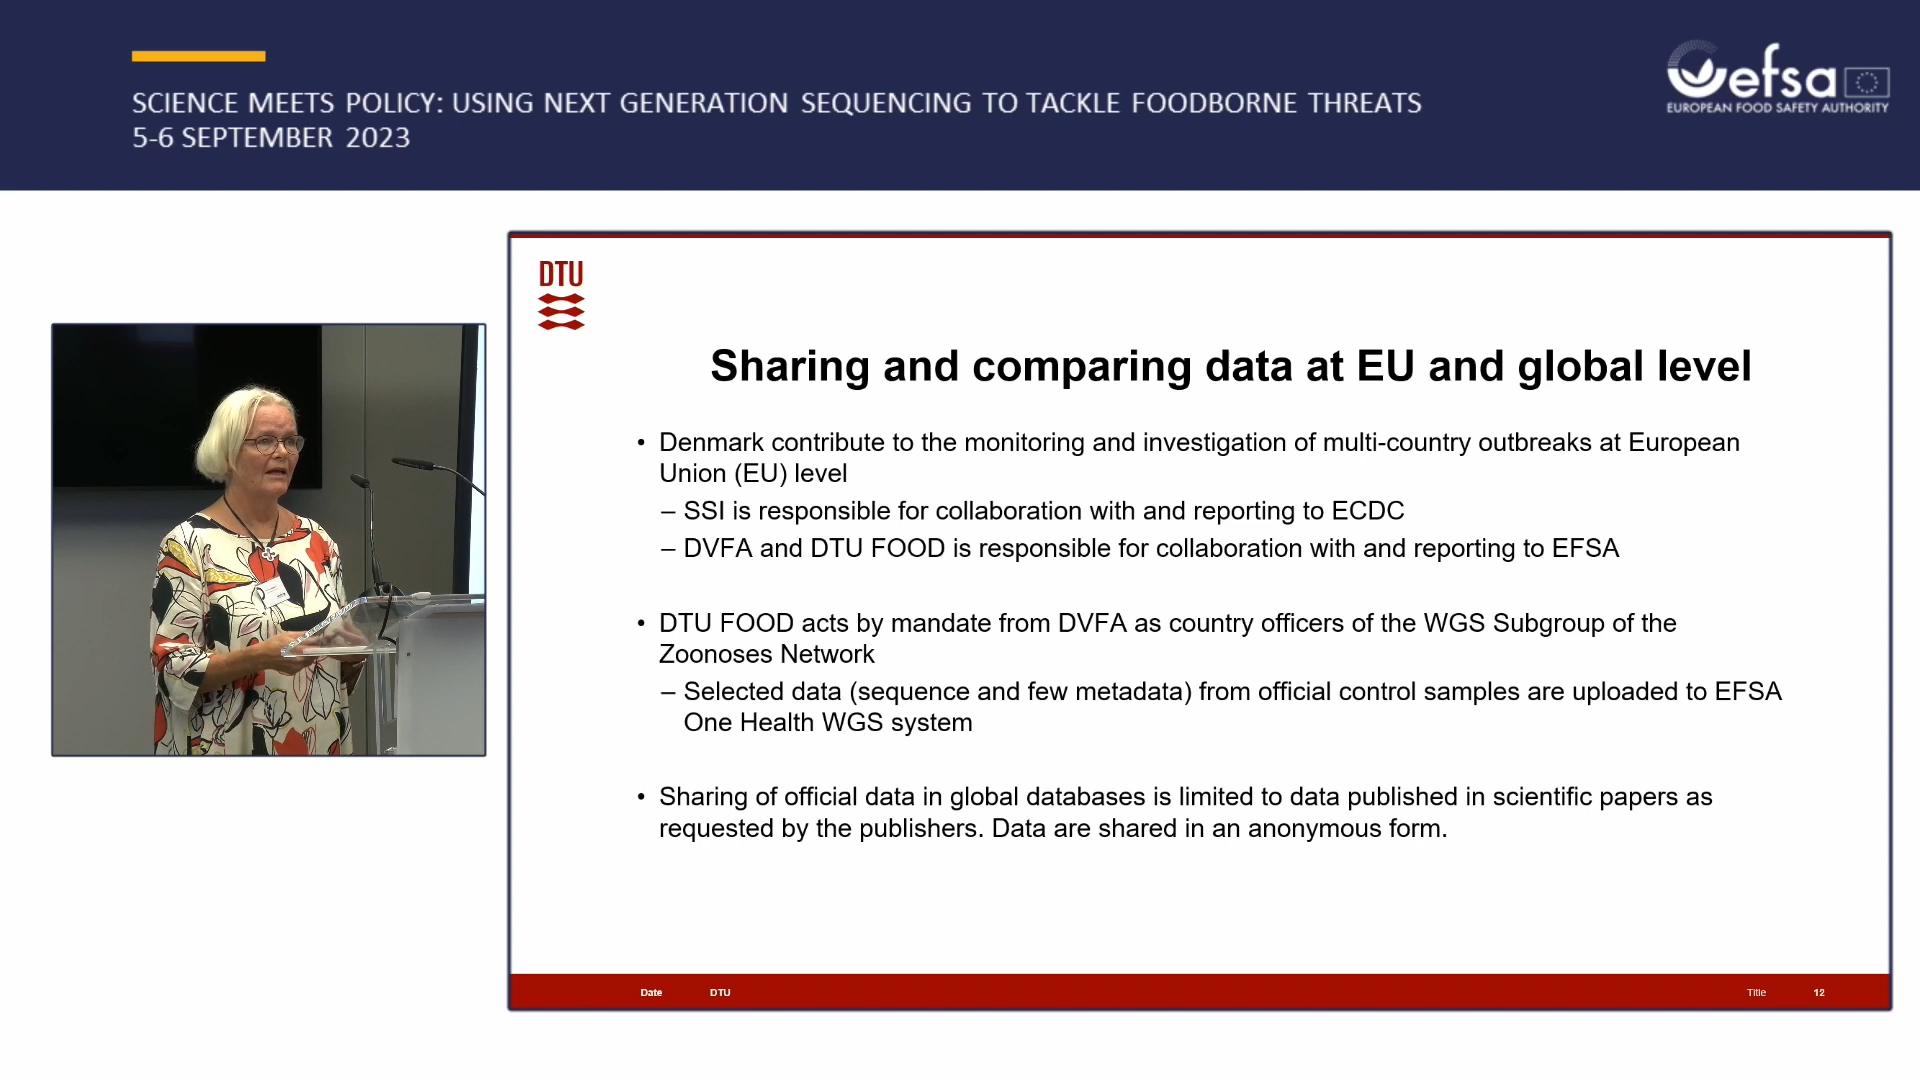 SCIENCE MEETS POLICY: USING NEXT GENERATION SEQUENCING TO TACKLE FOODBORNE THREATS
5-6 SEPTEMBER 2023
efsa
EUROPEAN FOOD SAFETY AUTHORITY
DTU
Sharing and comparing data at EU and global level
• Denmark contribute to the monitoring and investigation of multi-country outbreaks at European
Union (EU) level
– SSI is responsible for collaboration with and reporting to ECDC
– DVFA and DTU FOOD is responsible for collaboration with and reporting to EFSA
• DTU FOOD acts by mandate from DVFA as country officers of the WGS Subgroup of the
Zoonoses Network
– Selected data (sequence and few metadata) from official control samples are uploaded to EFSA
One Health WGS system
• Sharing of official data in global databases is limited to data published in scientific papers as
requested by the publishers. Data are shared in an anonymous form.
Date DTU Title 12